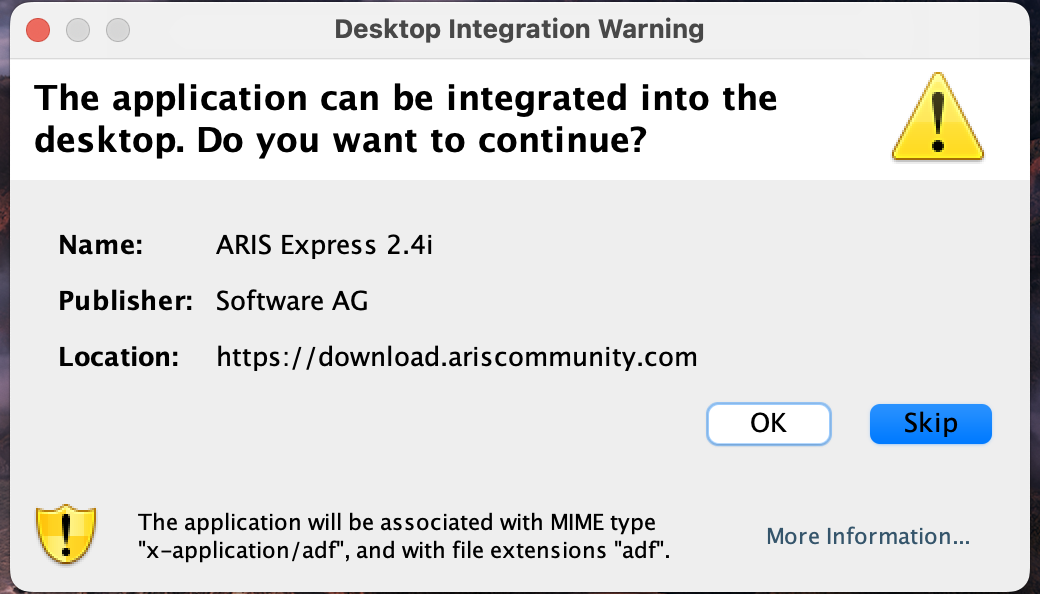 Desktop Integration Warning
The application can be integrated into the
desktop. Do you want to continue?
Name: ARIS Express 2.4i
Publisher: Software AG
Location: https://download.ariscommunity.com
OK Skip
The application will be associated with MIME type
"x-application/adf", and with file extensions "adf".
More Information...